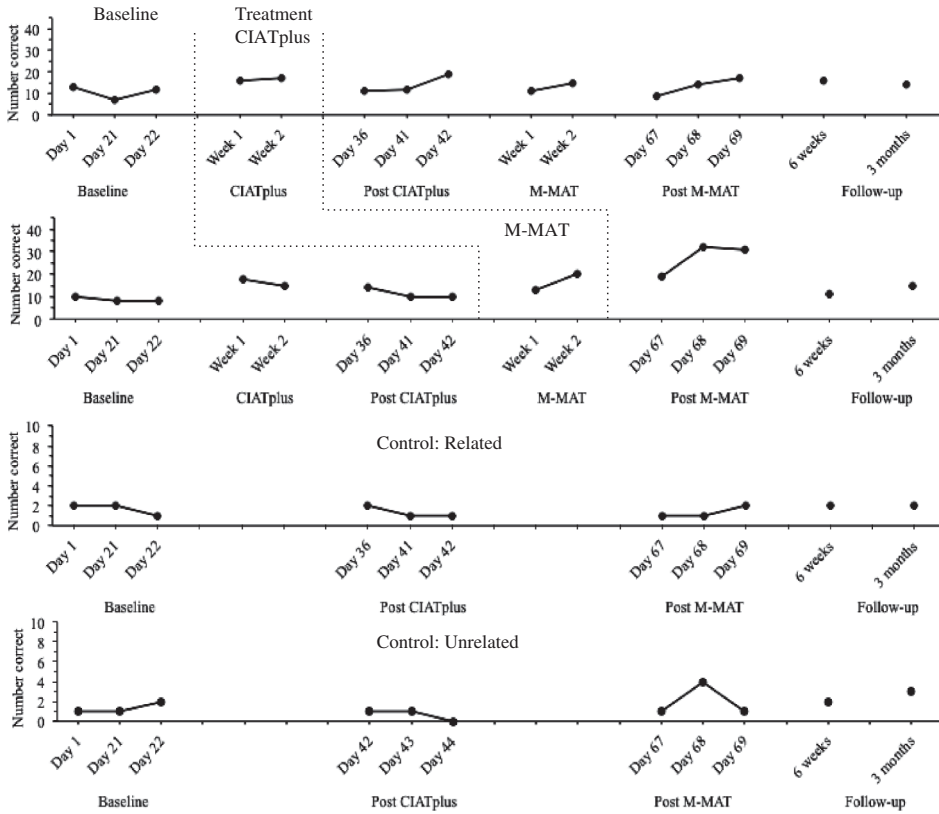 Baseline
Treatment
CIATplus
Number correct
40
30
20
10
0
Day 1 Day 21 Day 22 Week 1 Week 2 Day 36 Day 41 Day 42 Week 1 Week 2 Day 67 Day 68 Day 69 6 weeks 3 months
Baseline CIATplus Post CIATplus M-MAT Post M-MAT Follow-up
M-MAT
Number correct
40
30
20
10
0
Day 1 Day 21 Day 22 Week 1 Week 2 Day 36 Day 41 Day 42 Week 1 Week 2 Day 67 Day 68 Day 69 6 weeks 3 months
Baseline CIATplus Post CIATplus M-MAT Post M-MAT Follow-up
Control: Related
Number correct
10
8
6
4
2
0
Day 1 Day 21 Day 22 Day 36 Day 41 Day 42 Day 67 Day 68 Day 69 6 weeks 3 months
Baseline Post CIATplus Post M-MAT Follow-up
Control: Unrelated
Number correct
10
8
6
4
2
0
Day 1 Day 21 Day 22 Day 42 Day 43 Day 44 Day 67 Day 68 Day 69 6 weeks 3 months
Baseline Post CIATplus Post M-MAT Follow-up